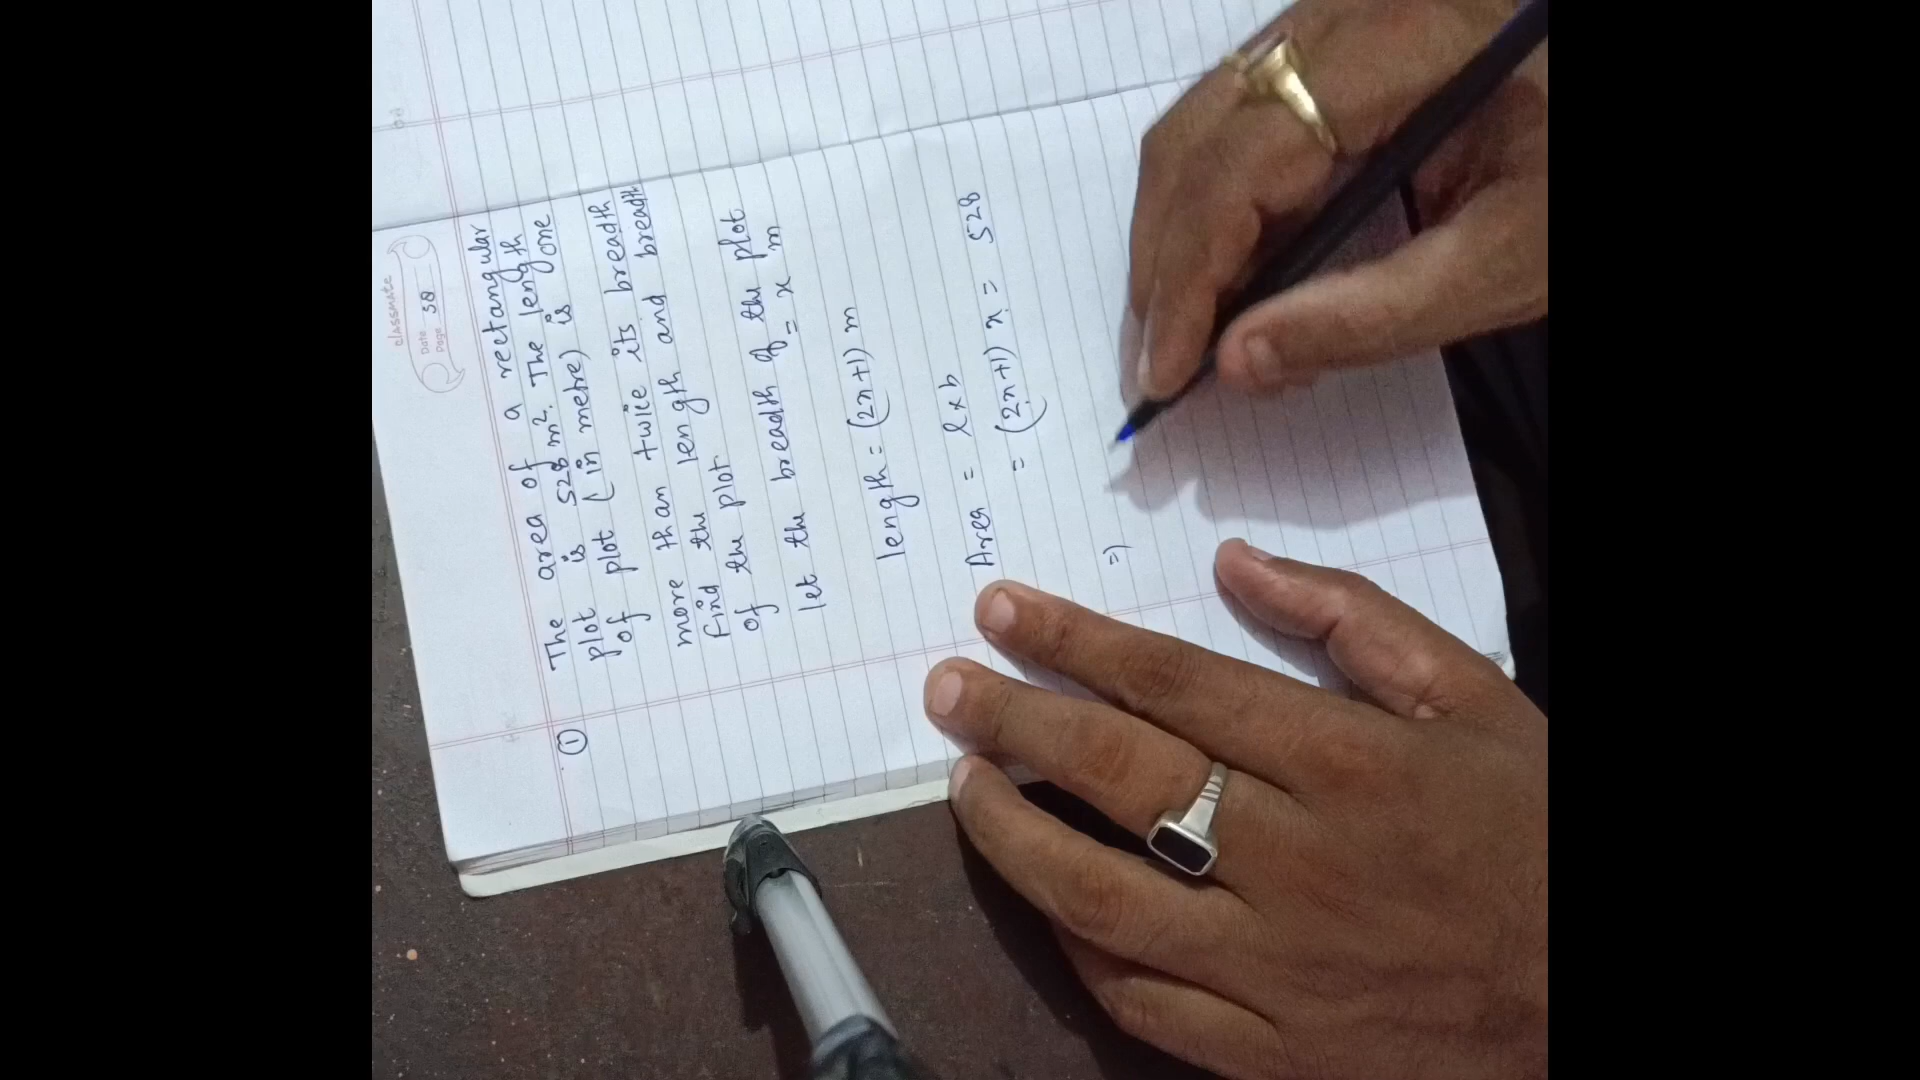 classmate
Date
Page 58
① The area of a rectangular
plot is 528 m². The length
of plot (in metre) is one
more than twice its breadth
Find the length and breadth
of the plot
let the breadth of the plot
= x m
length = (2x+1) m
Area = l×b
= (2x+1) x = 528
=)